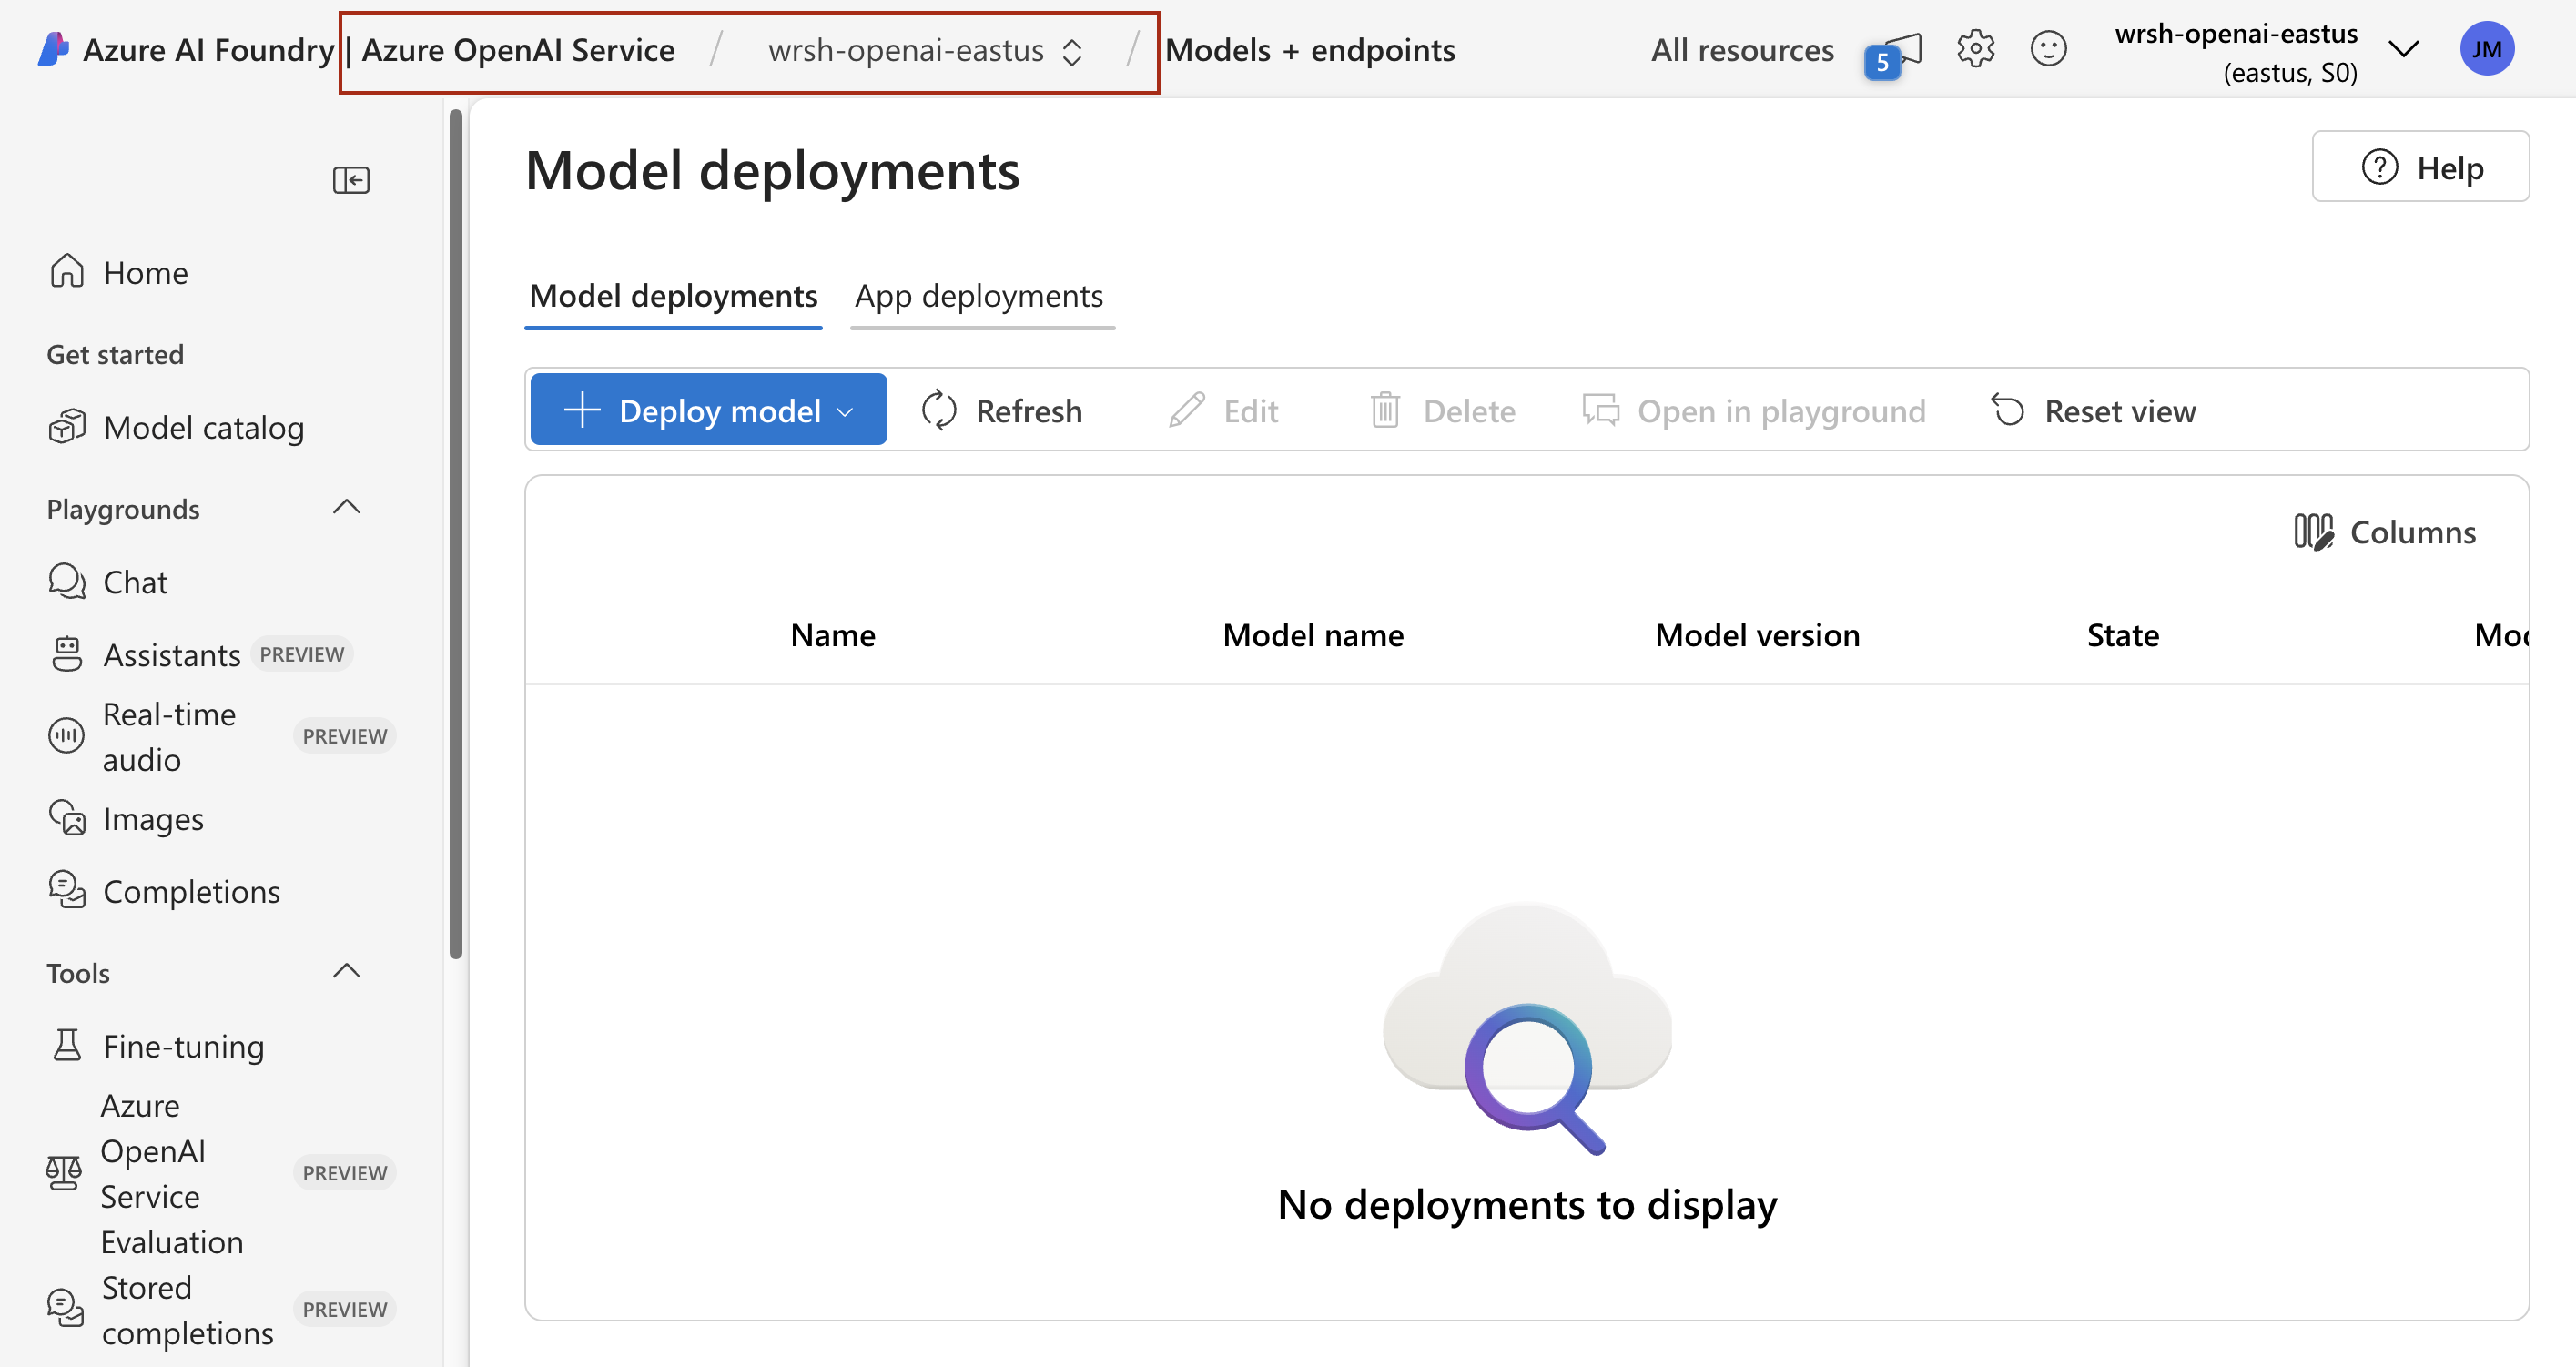 Azure AI Foundry | Azure OpenAI Service / wrsh-openai-eastus / Models + endpoints
All resources
5
wrsh-openai-eastus
(eastus, S0)
JM
Home
Get started
Model catalog
Playgrounds
Chat
Assistants PREVIEW
Real-time
audio
PREVIEW
Images
Completions
Tools
Fine-tuning
Azure
OpenAI
Service
Evaluation
PREVIEW
Stored
completions
PREVIEW
Model deployments
Help
Model deployments App deployments
Deploy model Refresh Edit Delete Open in playground Reset view
Columns
Name Model name Model version State
No deployments to display